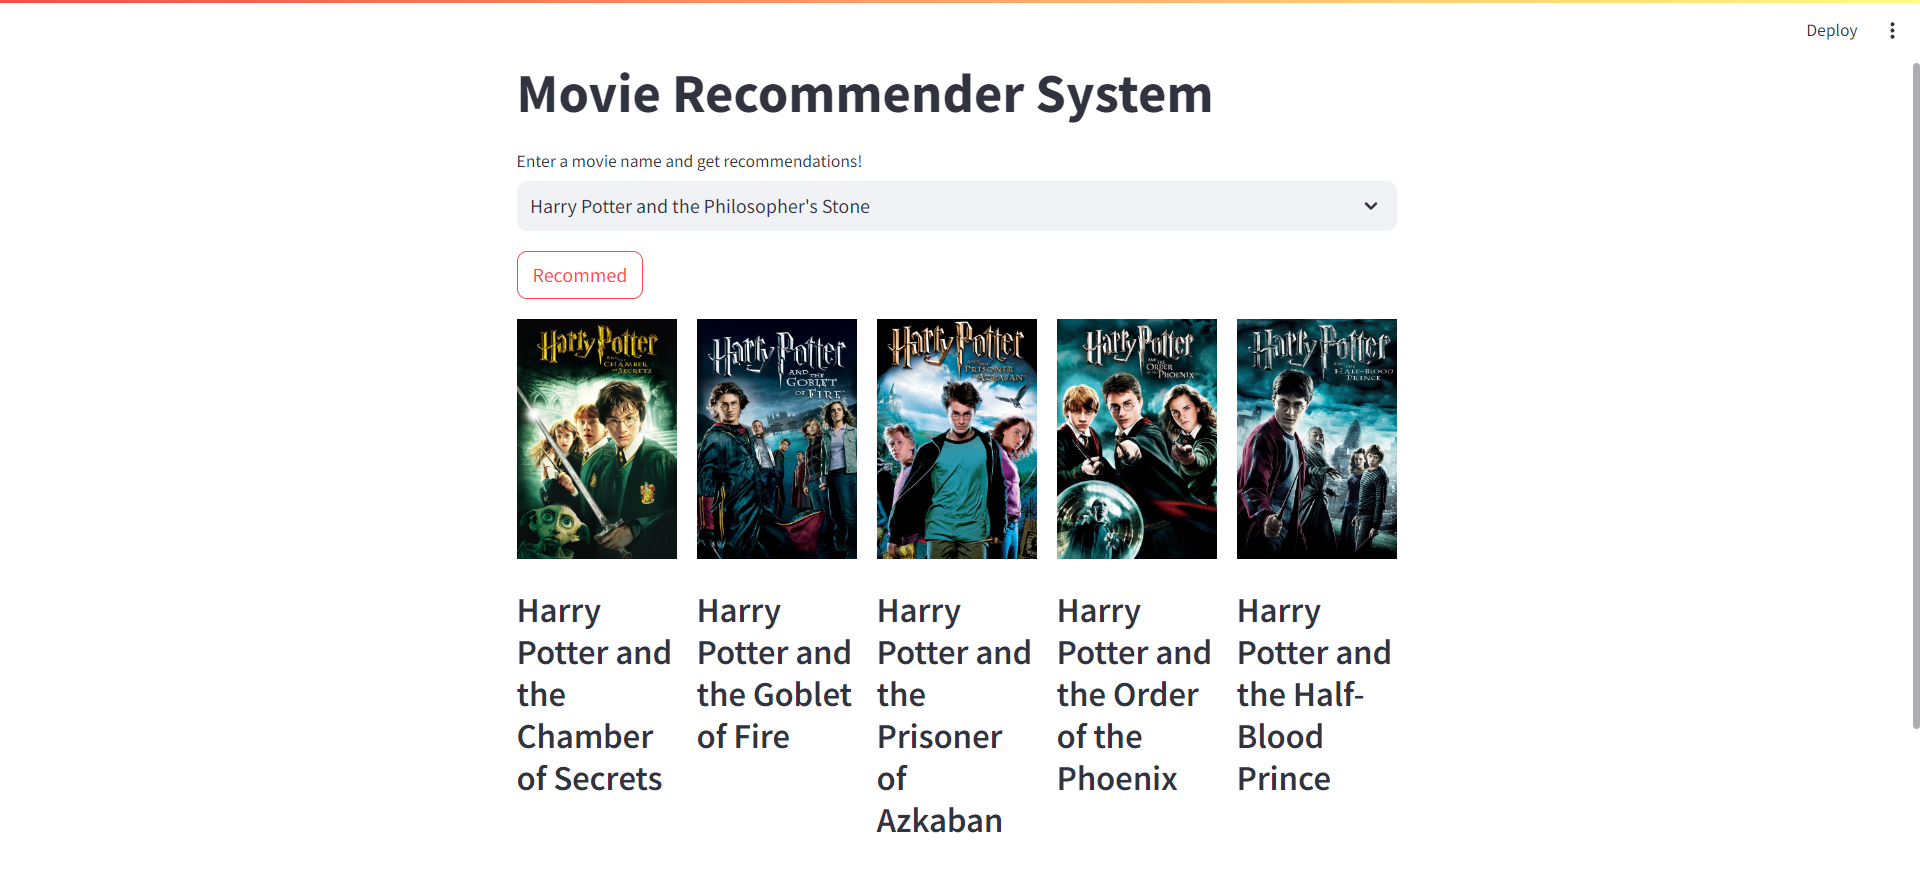 Deploy
Movie Recommender System
Enter a movie name and get recommendations!
Harry Potter and the Philosopher's Stone
Recommed
Harry Potter
AND THE
CHAMBER
OF SECRETS
Harry Potter
AND THE
GOBLET
OF FIRE
Harry Potter
AND THE
PRISONER
OF AZKABAN
Harry Potter
AND THE
ORDER
OF THE PHOENIX
Harry Potter
AND THE
HALF-BLOOD
PRINCE
Harry
Potter and
the
Chamber
of Secrets
Harry
Potter and
the Goblet
of Fire
Harry
Potter and
the
Prisoner
of
Azkaban
Harry
Potter and
the Order
of the
Phoenix
Harry
Potter and
the Half-
Blood
Prince